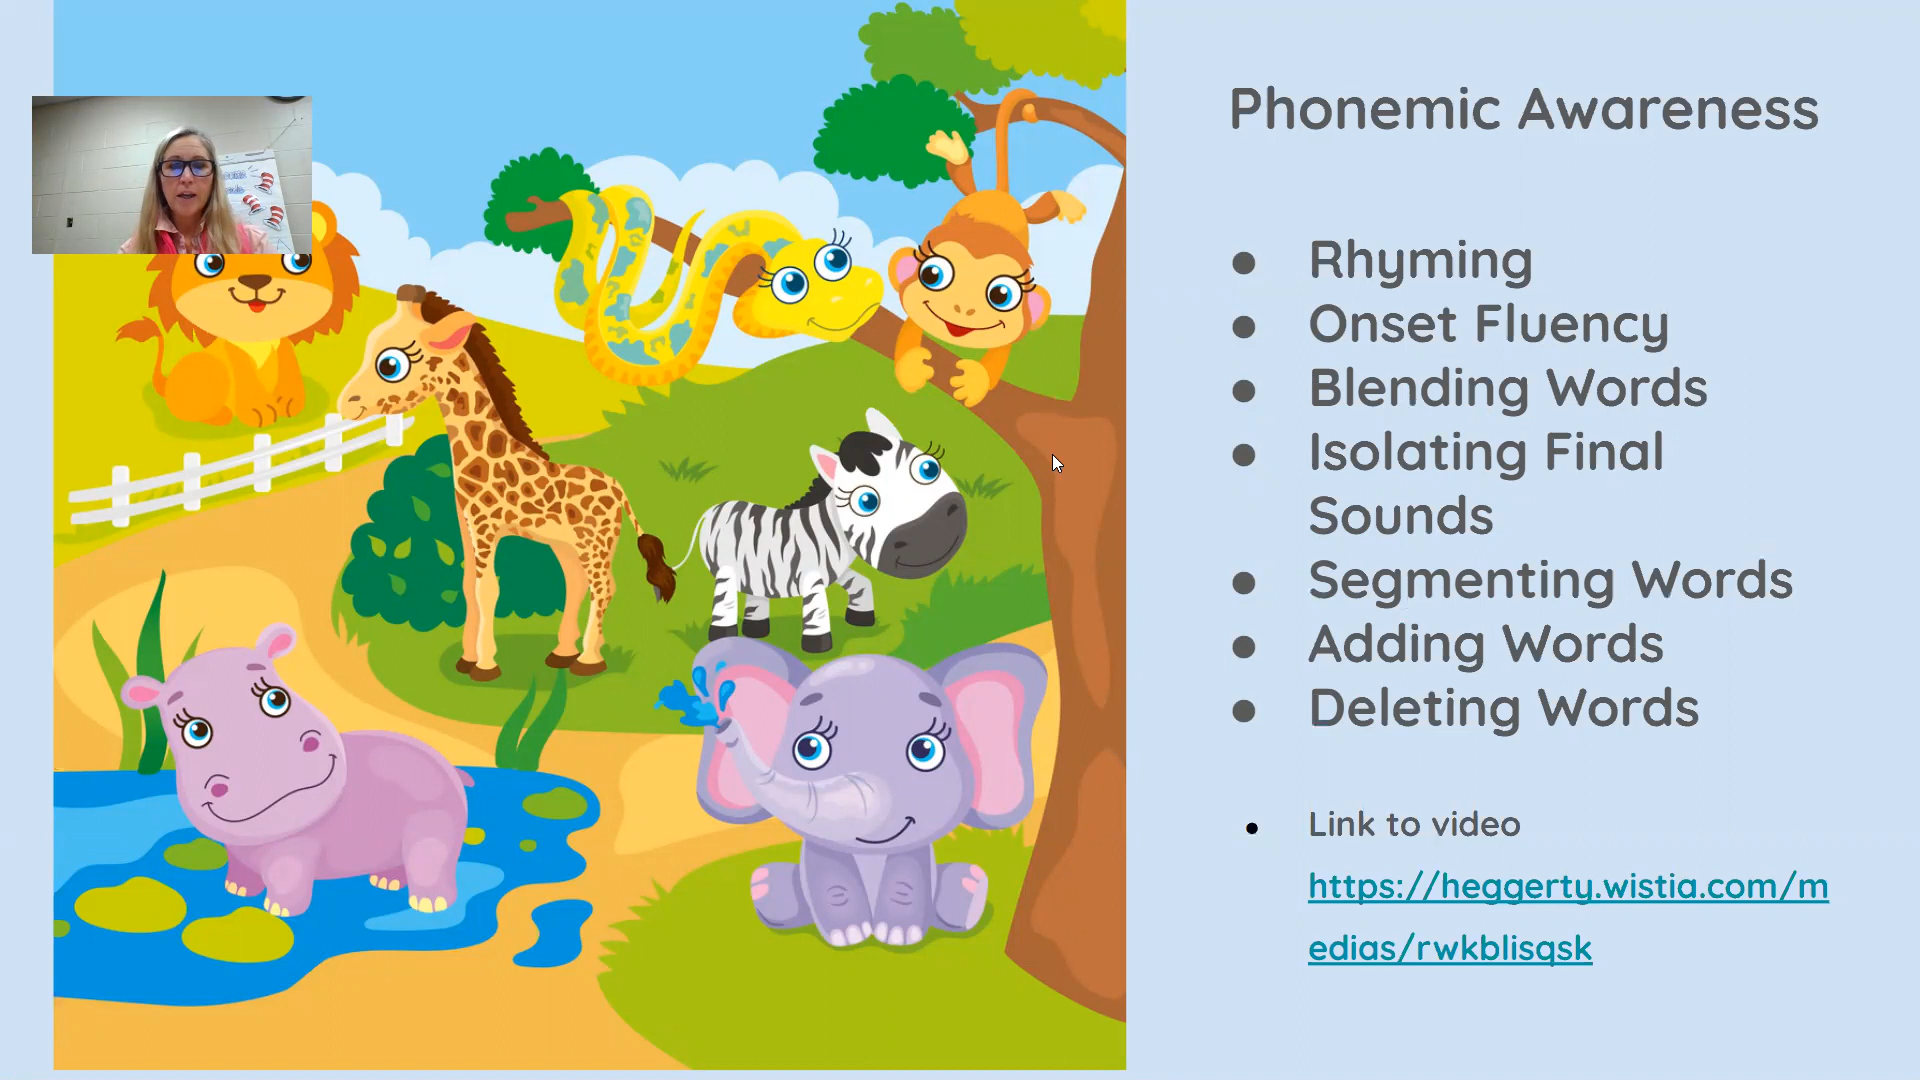 Phonemic Awareness
● Rhyming
● Onset Fluency
● Blending Words
● Isolating Final
Sounds
● Segmenting Words
● Adding Words
● Deleting Words
• Link to video
https://heggerty.wistia.com/m
edias/rwkblisqsk